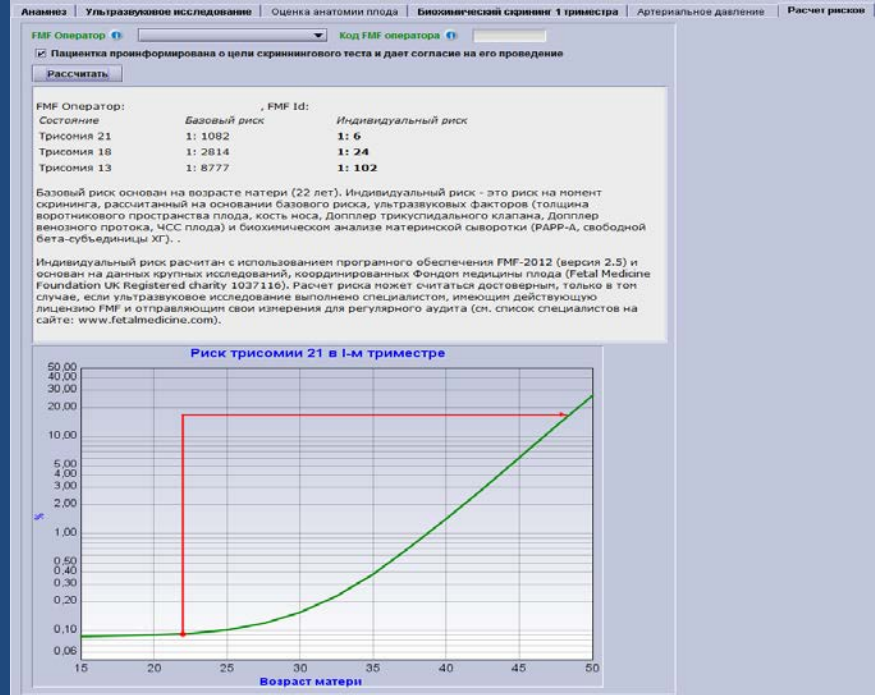 Анамнез Ультразвуковое исследование Оценка анатомии плода Биохимический скрининг 1 триместра Артериальное давление Расчет рисков
FMF Оператор Код FMF оператора
Пациентка проинформирована о цели скриннингового теста и дает согласие на его проведение
Рассчитать
FMF Оператор: , FMF Id:
Состояние Базовый риск Индивидуальный риск
Трисомия 21 1: 1082 1: 6
Трисомия 18 1: 2814 1: 24
Трисомия 13 1: 8777 1: 102
Базовый риск основан на возрасте матери (22 лет). Индивидуальный риск - это риск на момент
скрининга, рассчитанный на основании базового риска, ультразвуковых факторов (толщина
воротникового пространства плода, кость носа, Допплер трикуспидального клапана, Допплер
венозного протока, ЧСС плода) и биохимическом анализе материнской сыворотки (PAPP-A, свободной
бета-субъединицы ХГ). .
Индивидуальный риск расчитан с использованием програмного обеспечения FMF-2012 (версия 2.5) и
основан на данных крупных исследований, координированных Фондом медицины плода (Fetal Medicine
Foundation UK Registered charity 1037116). Расчет риска может считаться достоверным, только в том
случае, если ультразвуковое исследование выполнено специалистом, имеющим действующую
лицензию FMF и отправляющим свои измерения для регулярного аудита (см. список специалистов на
сайте: www.fetalmedicine.com).
Риск трисомии 21 в I-м триместре
50,00
40,00
30,00
20,00
10,00
5,00
4,00
3,00
2,00
%
1,00
0,50
0,40
0,30
0,20
0,10
0,06
15 20 25 30 35 40 45 50
Возраст матери